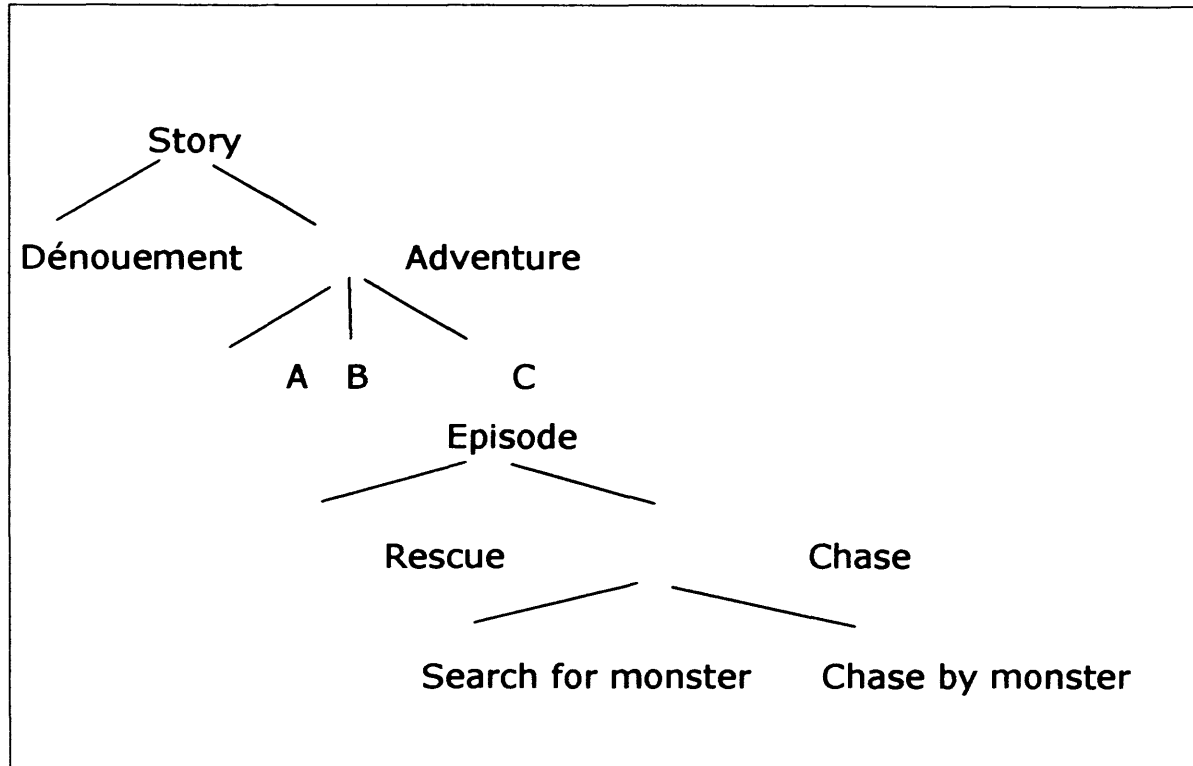 Story
Dénouement Adventure
A B C
Episode
Rescue Chase
Search for monster Chase by monster